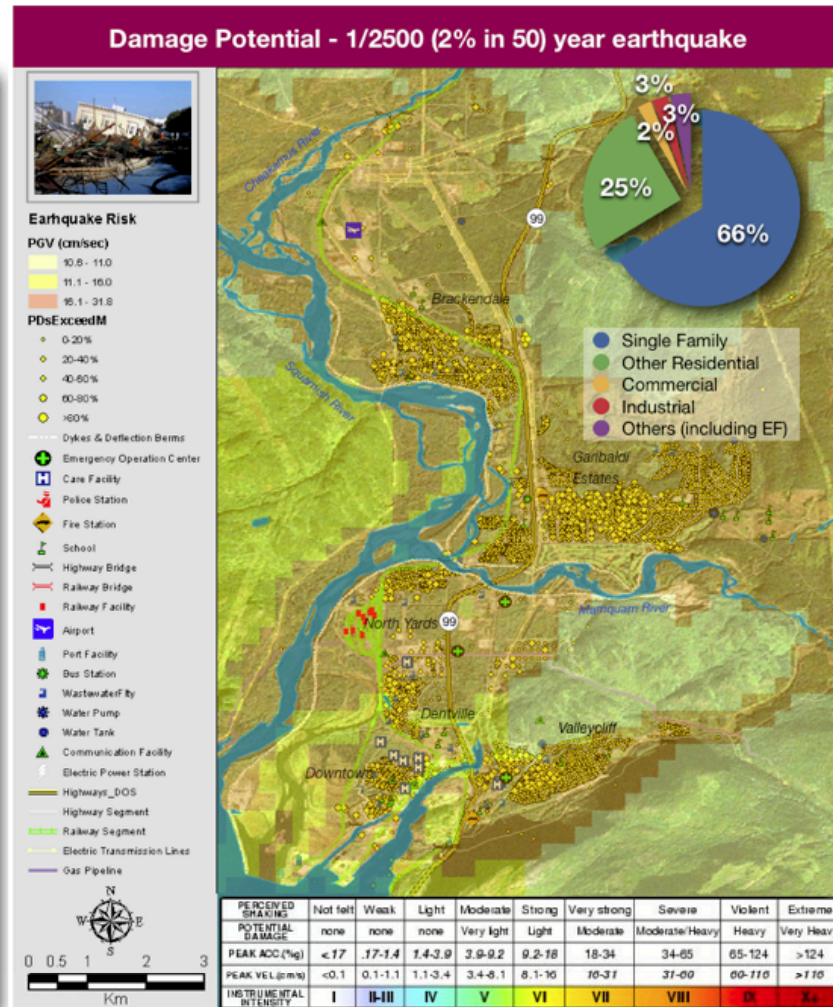 Damage Potential - 1/2500 (2% in 50) year earthquake
Earhquake Risk
PGV (cm/sec)
10.6 - 11.0
11.1 - 16.0
16.1 - 31.8
PDsExceedM
0-20%
20-40%
40-60%
60-80%
>80%
Dykes & Deflection Berms
Emergency Operation Center
Care Facility
Police Station
Fire Station
School
Highway Bridge
Railway Bridge
Railway Facility
Airport
Port Facility
Bus Station
WastewaterFlty
Water Pump
Water Tank
Communication Facility
Electric Power Station
Highways_DOS
Highway Segment
Railway Segment
Electric Transmission Lines
Gas Pipeline
N
W E
S
0 0.5 1 2 3
Km
3%
3%
2%
25%
66%
Single Family
Other Residential
Commercial
Industrial
Others (including EF)
Cheakamus River
99
Brackendale
Squamish River
Garibaldi
Estates
Mamquam River
North Yards
99
Dentville
Valleycliff
Downtown
PERCEIVED SHAKING Not felt Weak Light Moderate Strong Very strong Severe Violent Extreme
POTENTIAL DAMAGE none none none Very light Light Moderate Moderate/Heavy Heavy Very Heav
PEAK ACC.(%g) <.17 .17-1.4 1.4-3.9 3.9-9.2 9.2-18 18-34 34-65 65-124 >124
PEAK VEL.(cm/s) <0.1 0.1-1.1 1.1-3.4 3.4-8.1 8.1-16 16-31 31-60 60-116 >116
INSTRUMENTAL INTENSITY I II-III IV V VI VII VIII IX